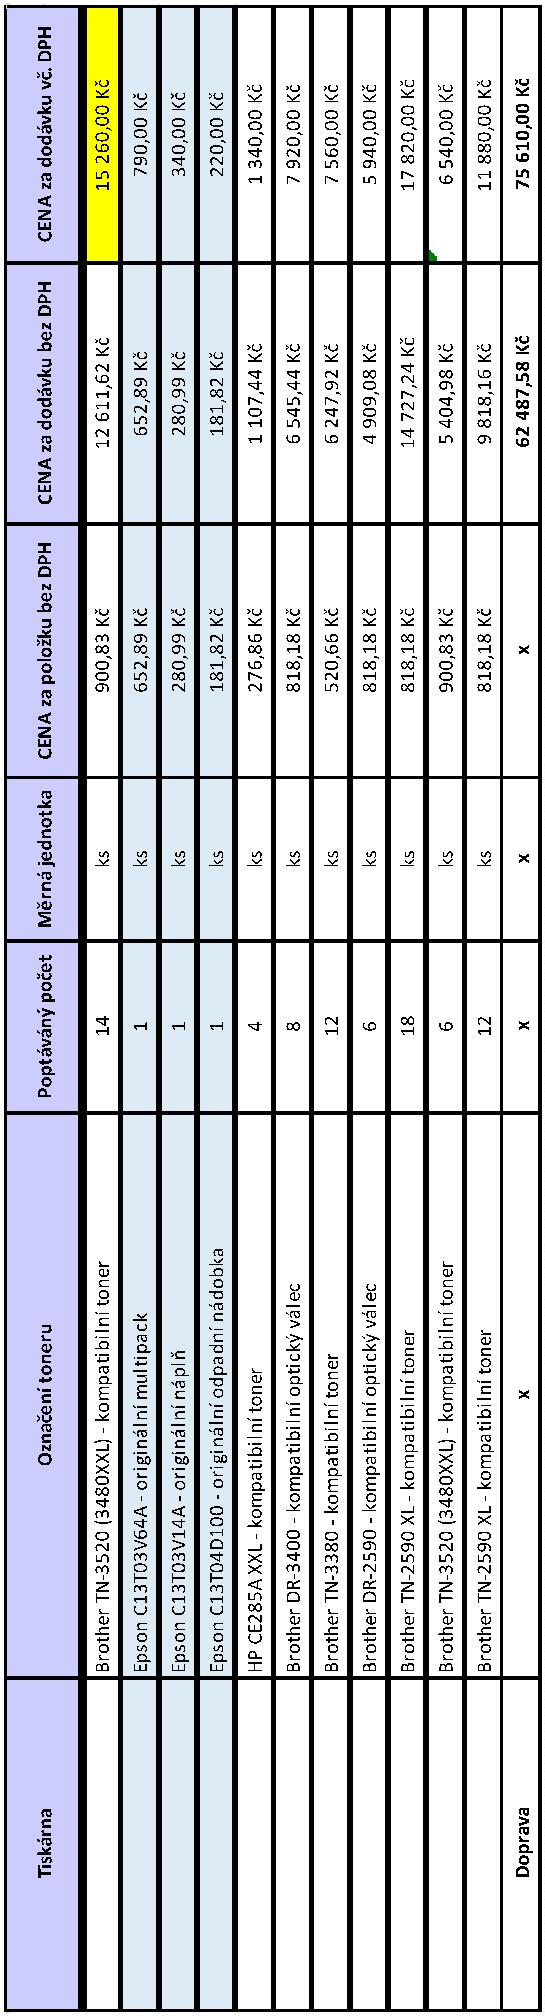 Tiskárna Označení toneru Poptáváný počet Měrná jednotka CENA za položku bez DPH CENA za dodávku bez DPH CENA za dodávku vč. DPH
Brother TN-3520 (3480XXL) - kompatibilní toner 14 ks 900,83 Kč 12 611,62 Kč 15 260,00 Kč
Epson C13T03V64A - originální multipack 1 ks 652,89 Kč 652,89 Kč 790,00 Kč
Epson C13T03V14A - originální náplň 1 ks 280,99 Kč 280,99 Kč 340,00 Kč
Epson C13T04D100 - originální odpadní nádobka 1 ks 181,82 Kč 181,82 Kč 220,00 Kč
HP CE285A XXL - kompatibilní toner 4 ks 276,86 Kč 1 107,44 Kč 1 340,00 Kč
Brother DR-3400 - kompatibilní optický válec 8 ks 818,18 Kč 6 545,44 Kč 7 920,00 Kč
Brother TN-3380 - kompatibilní toner 12 ks 520,66 Kč 6 247,92 Kč 7 560,00 Kč
Brother DR-2590 - kompatibilní optický válec 6 ks 818,18 Kč 4 909,08 Kč 5 940,00 Kč
Brother TN-2590 XL - kompatibilní toner 18 ks 818,18 Kč 14 727,24 Kč 17 820,00 Kč
Brother TN-3520 (3480XXL) - kompatibilní toner 6 ks 900,83 Kč 5 404,98 Kč 6 540,00 Kč
Brother TN-2590 XL - kompatibilní toner 12 ks 818,18 Kč 9 818,16 Kč 11 880,00 Kč
Doprava x x x x 62 487,58 Kč 75 610,00 Kč